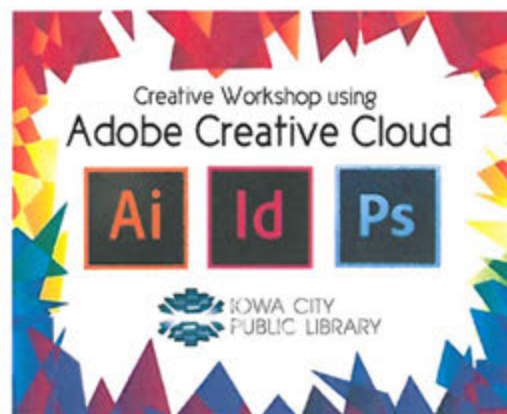 Creative Workshop using
Adobe Creative Cloud
Ai Id Ps
IOWA CITY
PUBLIC LIBRARY